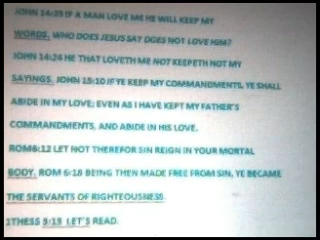 JOHN 14:23 IF A MAN LOVE ME HE WILL KEEP MY
WORDS. WHO DOES JESUS SAY DOES NOT LOVE HIM?
JOHN 14:24 HE THAT LOVETH ME NOT KEEPETH NOT MY
SAYINGS. JOHN 15:10 IF YE KEEP MY COMMANDMENTS, YE SHALL
ABIDE IN MY LOVE; EVEN AS I HAVE KEPT MY FATHER'S
COMMANDMENTS, AND ABIDE IN HIS LOVE.
ROM6:12 LET NOT THEREFOR SIN REIGN IN YOUR MORTAL
BODY. ROM 6:18 BEING THEN MADE FREE FROM SIN, YE BECAME
THE SERVANTS OF RIGHTEOUSNESS.
1THESS 5:15 LET'S READ.